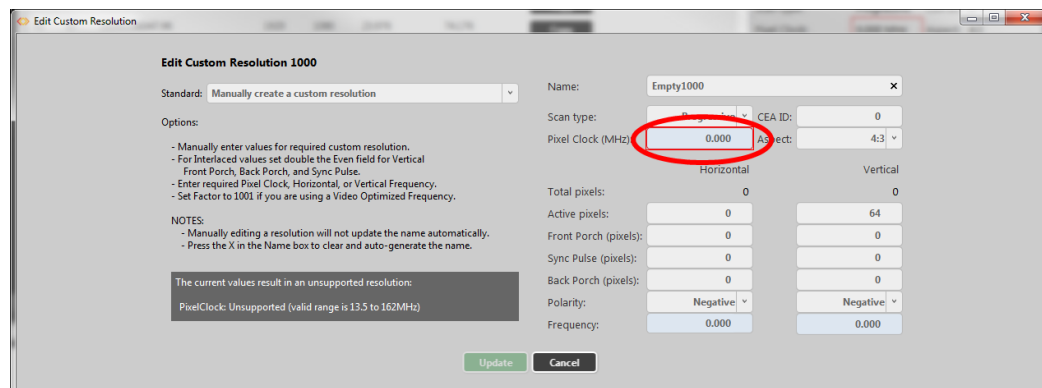 Edit Custom Resolution
Edit Custom Resolution 1000
Standard: Manually create a custom resolution
Options:
- Manually enter values for required custom resolution.
- For Interlaced values set double the Even field for Vertical
Front Porch, Back Porch, and Sync Pulse.
- Enter required Pixel Clock, Horizontal, or Vertical Frequency.
- Set Factor to 1001 if you are using a Video Optimized Frequency.
NOTES:
- Manually editing a resolution will not update the name automatically.
- Press the X in the Name box to clear and auto-generate the name.
The current values result in an unsupported resolution:
PixelClock: Unsupported (valid range is 13.5 to 162MHz)
Name: Empty1000
Scan type: Progressive CEA ID: 0
Pixel Clock (MHz): 0.000 Aspect: 4:3
Horizontal Vertical
Total pixels: 0 0
Active pixels: 0 64
Front Porch (pixels): 0 0
Sync Pulse (pixels): 0 0
Back Porch (pixels): 0 0
Polarity: Negative Negative
Frequency: 0.000 0.000
Update Cancel